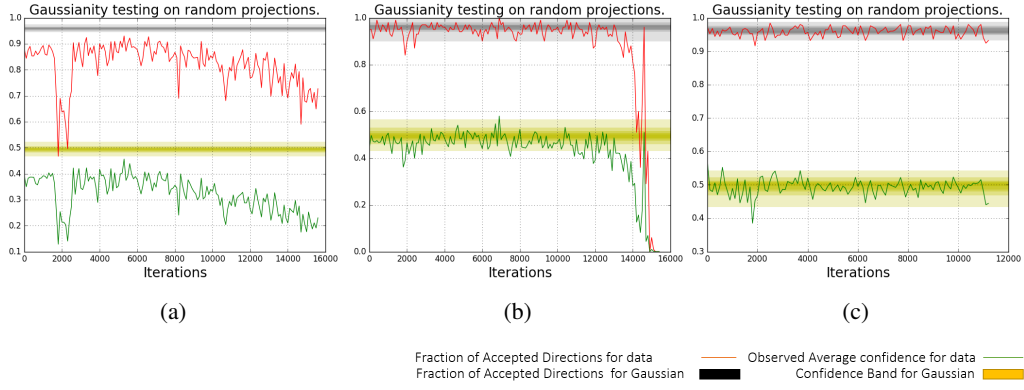 Gaussianity testing on random projections.
1.0
0.9
0.8
0.7
0.6
0.5
0.4
0.3
0.2
0.1
0 2000 4000 6000 8000 10000 12000 14000 16000
Iterations
(a)
Gaussianity testing on random projections.
1.0
0.8
0.6
0.4
0.2
0.0
0 2000 4000 6000 8000 10000 12000 14000 16000
Iterations
(b)
Gaussianity testing on random projections.
1.0
0.9
0.8
0.7
0.6
0.5
0.4
0.3
0 2000 4000 6000 8000 10000 12000
Iterations
(c)
Fraction of Accepted Directions for data
Observed Average confidence for data
Fraction of Accepted Directions for Gaussian
Confidence Band for Gaussian